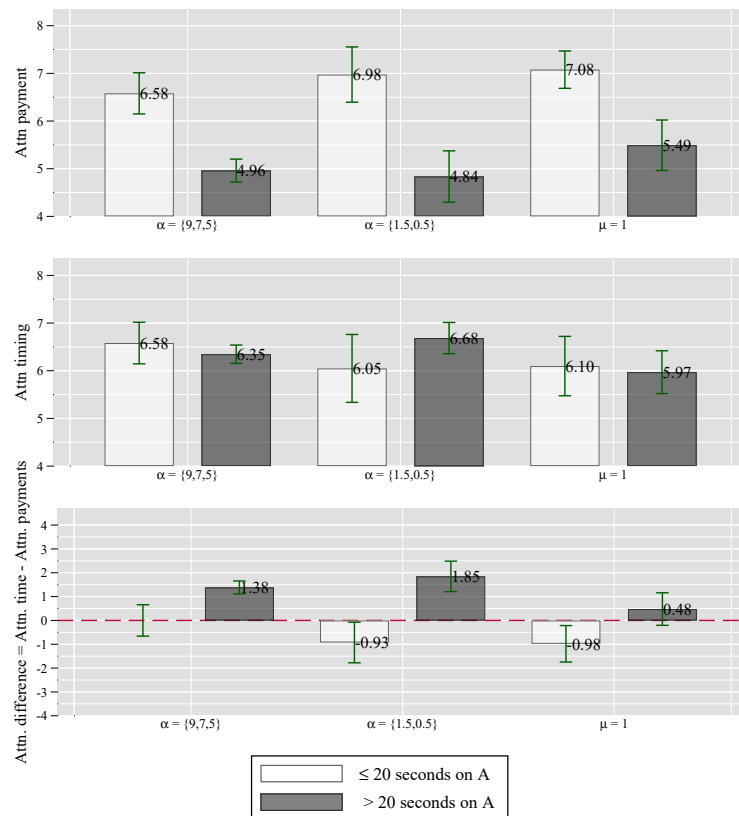 Attn payment
8
7
6
5
4
6.58
4.96
6.98
4.84
7.08
5.49
α = {9,7,5}
α = {1.5,0.5}
μ = 1
Attn timing
8
7
6
5
4
6.58
6.35
6.05
6.68
6.10
5.97
α = {9,7,5}
α = {1.5,0.5}
μ = 1
Attn. difference = Attn. time - Attn. payments
4
3
2
1
0
-1
-2
-3
-4
1.38
-0.93
1.85
-0.98
0.48
α = {9,7,5}
α = {1.5,0.5}
μ = 1
≤ 20 seconds on A
> 20 seconds on A